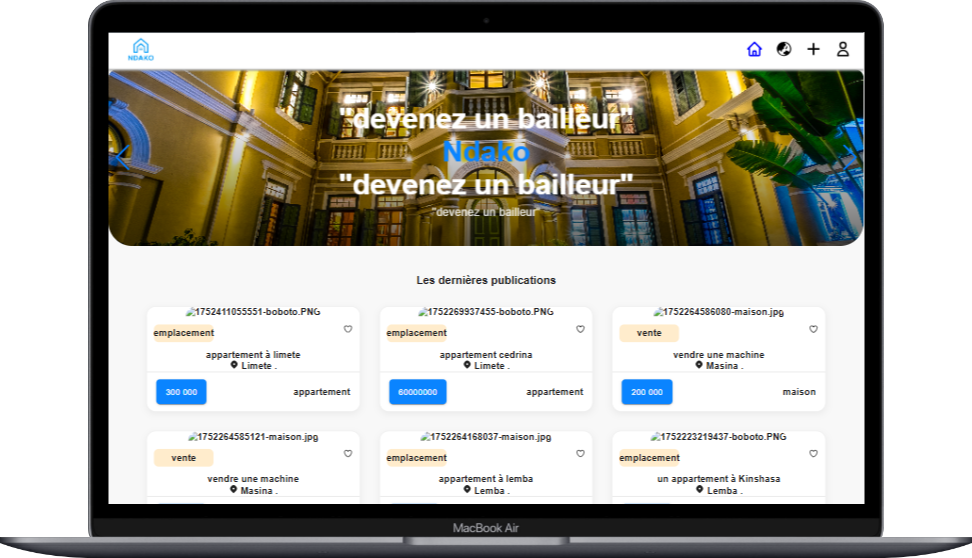 NDAKO
"devenez un bailleur"
Ndako
"devenez un bailleur"
"devenez un bailleur"
Les dernières publications
1752411055551-boboto.PNG
emplacement
appartement à limete
Limete .
300 000
appartement
1752269937455-boboto.PNG
emplacement
appartement cedrina
Limete .
60000000
appartement
1752264586080-maison.jpg
vente
vendre une machine
Masina .
200 000
maison
1752264585121-maison.jpg
vente
vendre une machine
Masina .
1752264168037-maison.jpg
emplacement
appartement à lemba
Lemba .
1752223219437-boboto.PNG
emplacement
un appartement à Kinshasa
Lemba .
MacBook Air